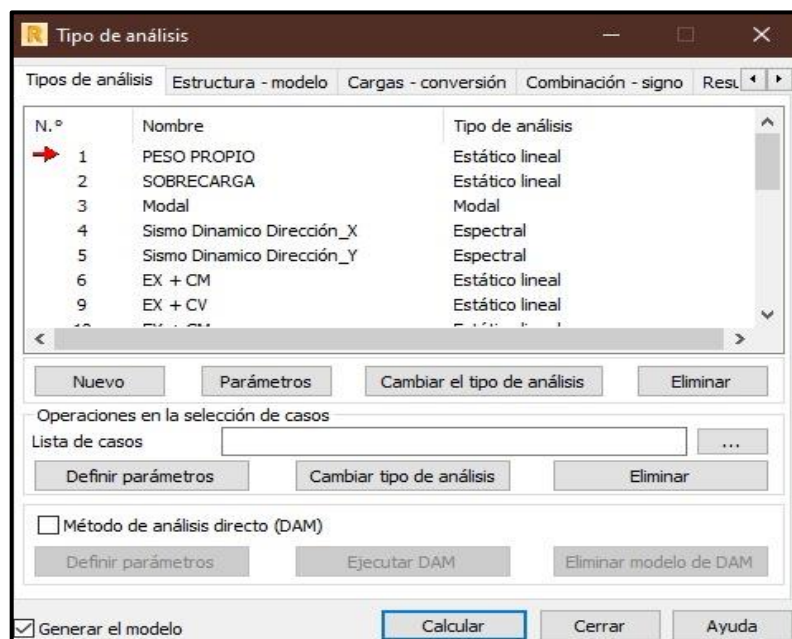 R Tipo de análisis
Tipos de análisis Estructura - modelo Cargas - conversión Combinación - signo Resu
N.º Nombre Tipo de análisis
1 PESO PROPIO Estático lineal
2 SOBRECARGA Estático lineal
3 Modal Modal
4 Sismo Dinamico Dirección_X Espectral
5 Sismo Dinamico Dirección_Y Espectral
6 EX + CM Estático lineal
9 EX + CV Estático lineal
Nuevo Parámetros Cambiar el tipo de análisis Eliminar
Operaciones en la selección de casos
Lista de casos ...
Definir parámetros Cambiar tipo de análisis Eliminar
Método de análisis directo (DAM)
Definir parámetros Ejecutar DAM Eliminar modelo de DAM
Generar el modelo Calcular Cerrar Ayuda